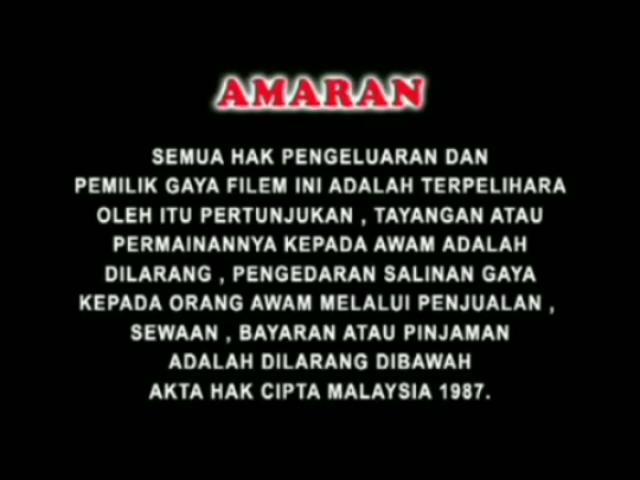 AMARAN
SEMUA HAK PENGELUARAN DAN
PEMILIK GAYA FILEM INI ADALAH TERPELIHARA
OLEH ITU PERTUNJUKAN , TAYANGAN ATAU
PERMAINANNYA KEPADA AWAM ADALAH
DILARANG , PENGEDARAN SALINAN GAYA
KEPADA ORANG AWAM MELALUI PENJUALAN ,
SEWAAN , BAYARAN ATAU PINJAMAN
ADALAH DILARANG DIBAWAH
AKTA HAK CIPTA MALAYSIA 1987.